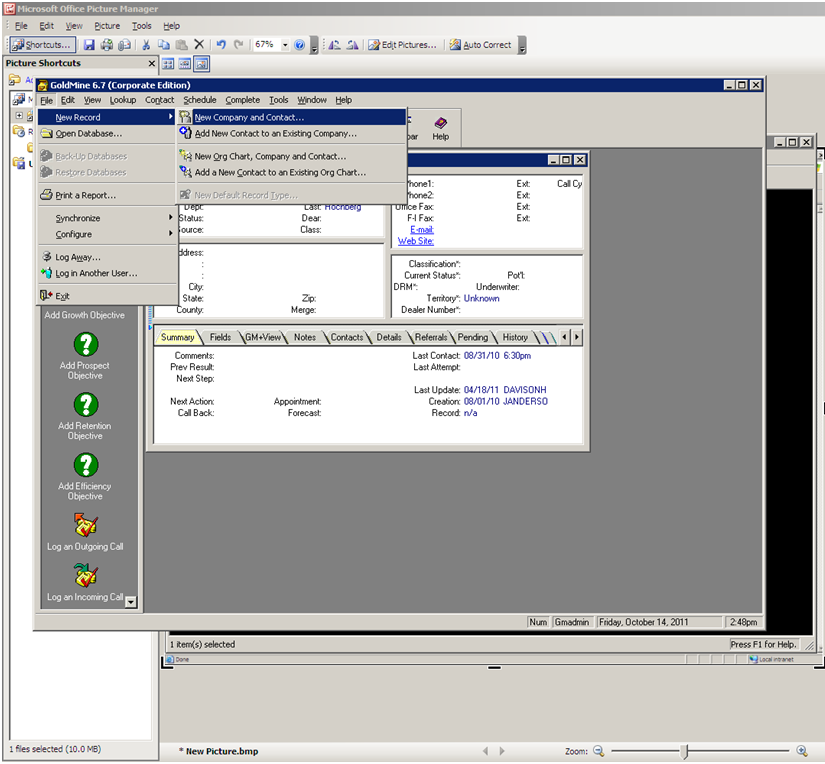 Microsoft Office Picture Manager
File Edit View Picture Tools Help
Shortcuts... 67% Edit Pictures... Auto Correct
Picture Shortcuts
GoldMine 6.7 (Corporate Edition)
File Edit View Lookup Contact Schedule Complete Tools Window Help
New Record
Open Database...
Back-Up Databases
Restore Databases
Print a Report...
Synchronize
Configure
Log Away...
Log in Another User...
Exit
New Company and Contact...
Add New Contact to an Existing Company...
New Org Chart, Company and Contact...
Add a New Contact to an Existing Org Chart...
New Default Record Type...
bar Help
Dept: Last: Hochberg
Status: Dear:
Source: Class:
Phone1: Ext: Call Cy
Phone2: Ext:
Office Fax: Ext:
F-I Fax: Ext:
E-mail:
Web Site:
ddress:
:
:
City:
State: Zip:
County: Merge:
Classification*:
Current Status*: Pot'l:
DRM*: Underwriter:
Territory*: Unknown
Dealer Number*:
Summary Fields GM+View Notes Contacts Details Referrals Pending History
Comments: Last Contact: 08/31/10 6:30pm
Prev Result: Last Attempt:
Next Step:
Last Update: 04/18/11 DAVISONH
Next Action: Appointment: Creation: 08/01/10 JANDERSO
Call Back: Forecast: Record: n/a
Add Growth Objective
Add Prospect
Objective
Add Retention
Objective
Add Efficiency
Objective
Log an Outgoing Call
Log an Incoming Call
Num Gmadmin Friday, October 14, 2011 2:48pm
1 item(s) selected Press F1 for Help.
Done Local intranet
1 files selected (10.0 MB) * New Picture.bmp Zoom: